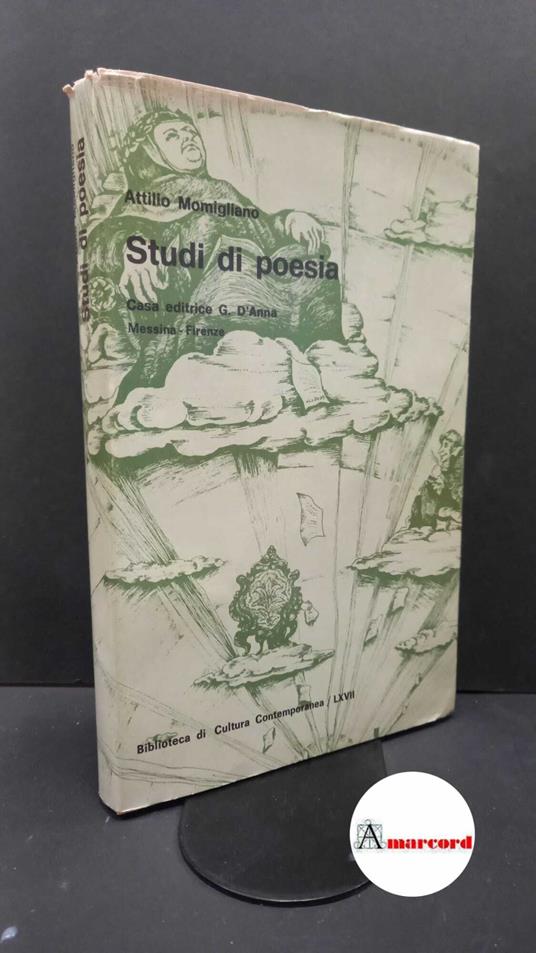 Attilio Momigliano
Studi di poesia
Casa editrice G. D'Anna
Messina - Firenze
Biblioteca di Cultura Contemporanea / LXVII
Studi di poesia
Amarcord